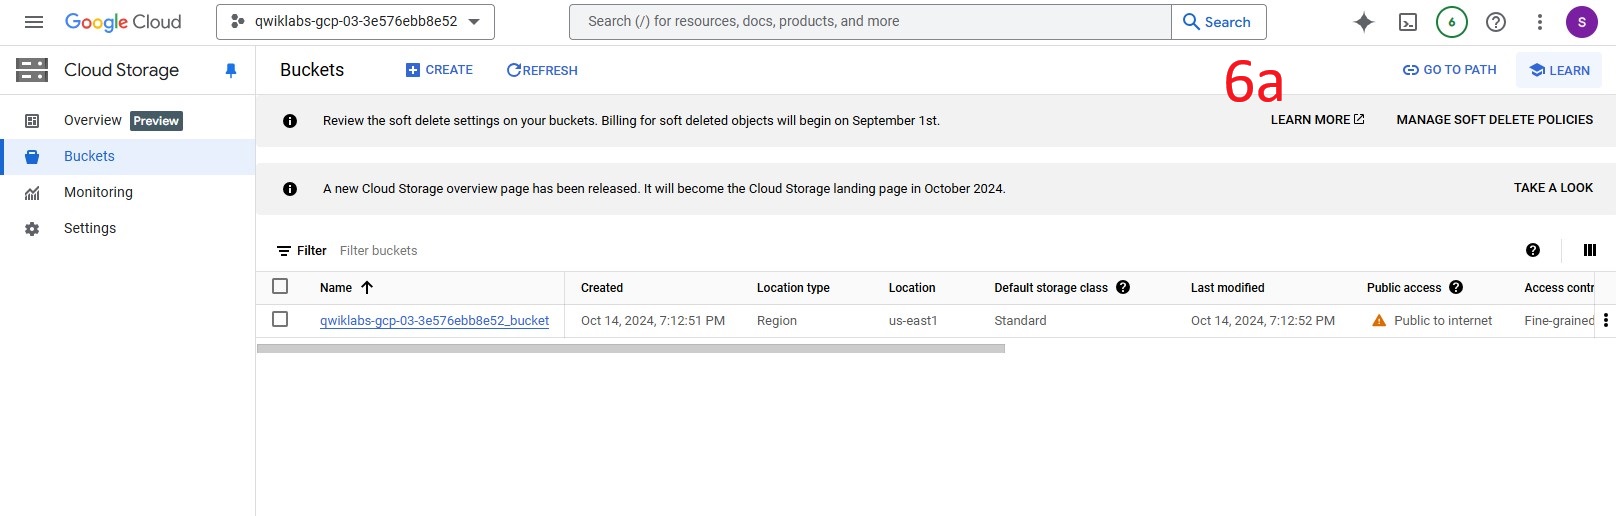 Google Cloud
qwiklabs-gcp-03-3e576ebb8e52
Search (/) for resources, docs, products, and more
Search
6
S
Cloud Storage
Buckets
CREATE
REFRESH
6a
GO TO PATH
LEARN
Overview Preview
Buckets
Monitoring
Settings
Review the soft delete settings on your buckets. Billing for soft deleted objects will begin on September 1st.
LEARN MORE
MANAGE SOFT DELETE POLICIES
A new Cloud Storage overview page has been released. It will become the Cloud Storage landing page in October 2024.
TAKE A LOOK
Filter Filter buckets
Name Created Location type Location Default storage class Last modified Public access Access contr
qwiklabs-gcp-03-3e576ebb8e52_bucket Oct 14, 2024, 7:12:51 PM Region us-east1 Standard Oct 14, 2024, 7:12:52 PM Public to internet Fine-grained